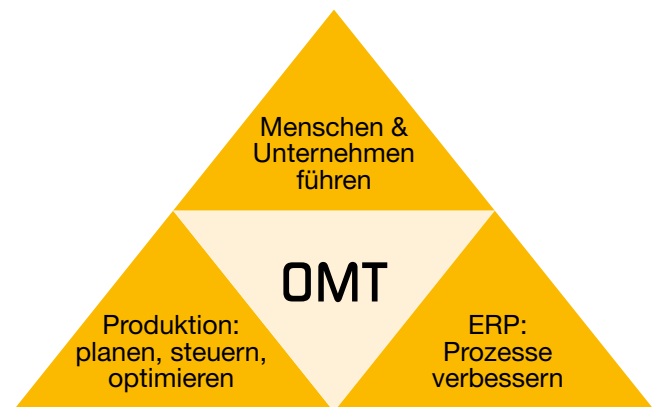 Menschen &
Unternehmen
führen
OMT
Produktion:
planen, steuern,
optimieren
ERP:
Prozesse
verbessern